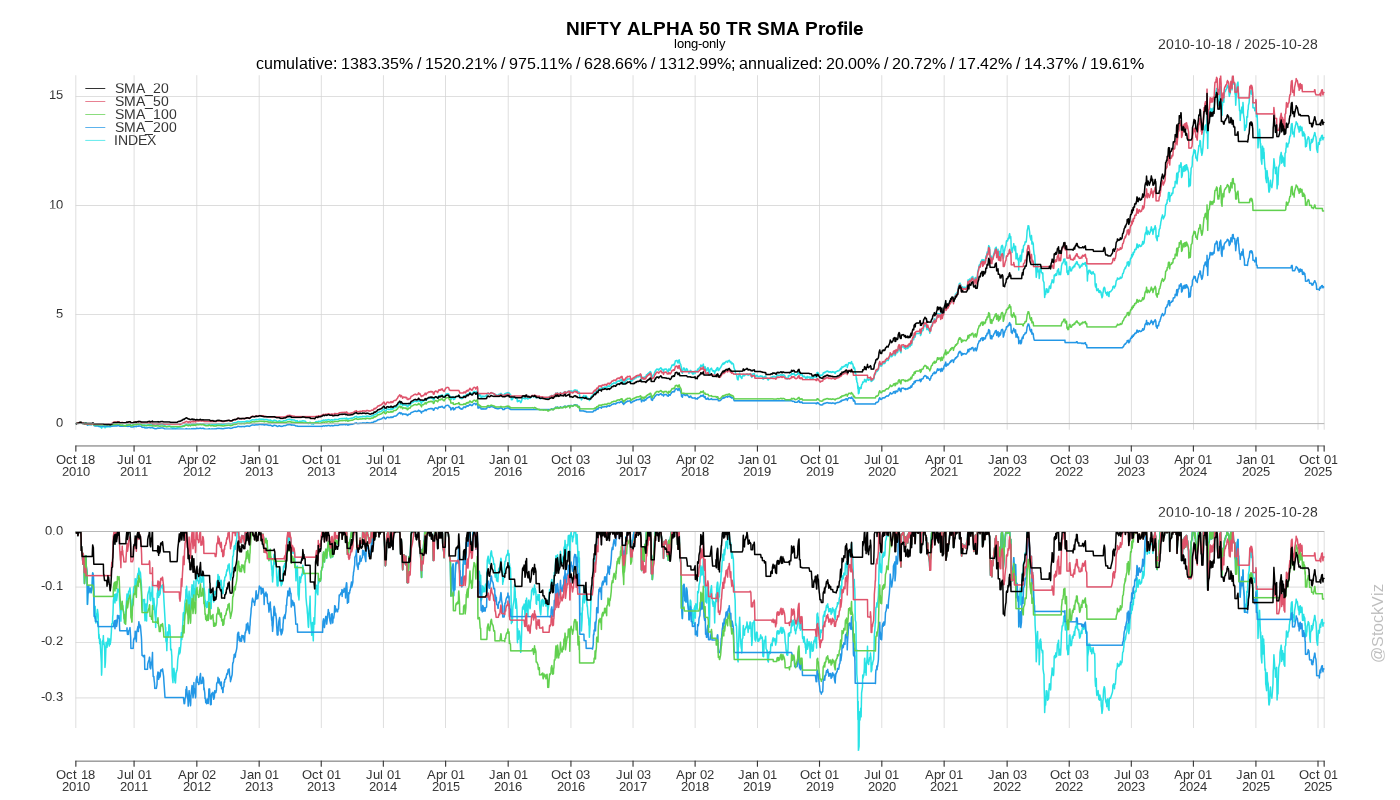 NIFTY ALPHA 50 TR SMA Profile
long-only
2010-10-18 / 2025-10-28
cumulative: 1383.35% / 1520.21% / 975.11% / 628.66% / 1312.99%; annualized: 20.00% / 20.72% / 17.42% / 14.37% / 19.61%
SMA_20
SMA_50
SMA_100
SMA_200
INDEX
15
10
5
0
Oct 18 Jul 01 Apr 02 Jan 01 Oct 01 Jul 01 Apr 01 Jan 01 Oct 03 Jul 03 Apr 02 Jan 01 Oct 01 Jul 01 Apr 01 Jan 03 Oct 03 Jul 03 Apr 01 Jan 01 Oct 01
2010 2011 2012 2013 2013 2014 2015 2016 2016 2017 2018 2019 2019 2020 2021 2022 2022 2023 2024 2025 2025
2010-10-18 / 2025-10-28
0.0
-0.1
-0.2
-0.3
Oct 18 Jul 01 Apr 02 Jan 01 Oct 01 Jul 01 Apr 01 Jan 01 Oct 03 Jul 03 Apr 02 Jan 01 Oct 01 Jul 01 Apr 01 Jan 03 Oct 03 Jul 03 Apr 01 Jan 01 Oct 01
2010 2011 2012 2013 2013 2014 2015 2016 2016 2017 2018 2019 2019 2020 2021 2022 2022 2023 2024 2025 2025
@StockViz